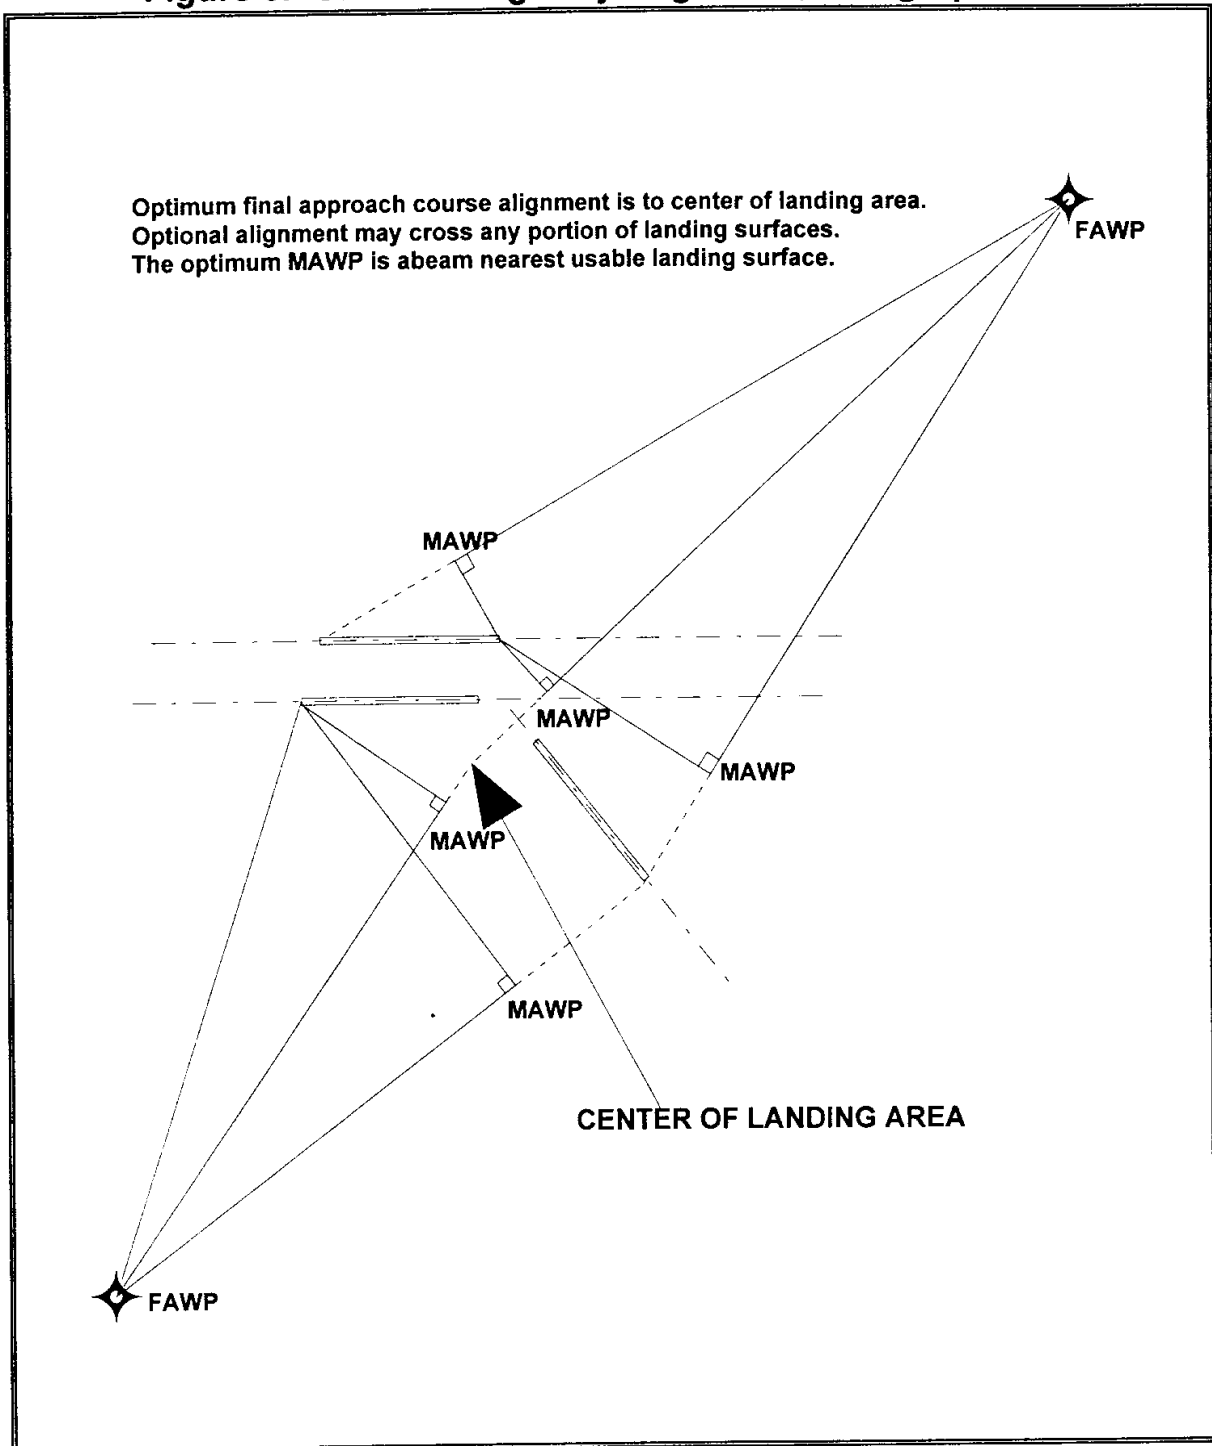 Optimum final approach course alignment is to center of landing area.
Optional alignment may cross any portion of landing surfaces.
The optimum MAWP is abeam nearest usable landing surface.
FAWP
MAWP
MAWP
MAWP
MAWP
MAWP
CENTER OF LANDING AREA
FAWP